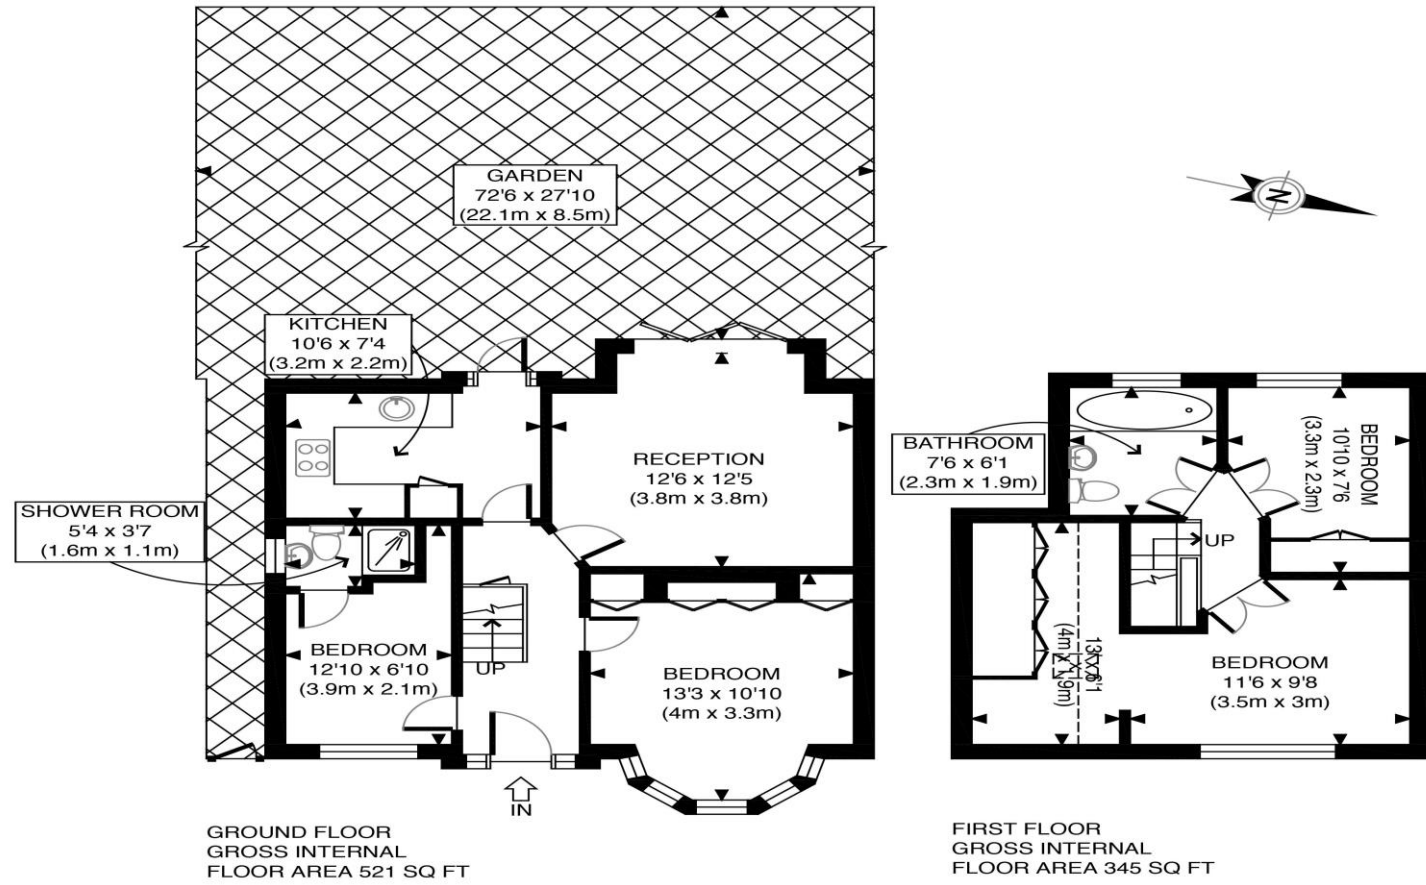 GARDEN
72'6 x 27'10
(22.1m x 8.5m)
N
KITCHEN
10'6 x 7'4
(3.2m x 2.2m)
RECEPTION
12'6 x 12'5
(3.8m x 3.8m)
SHOWER ROOM
5'4 x 3'7
(1.6m x 1.1m)
BEDROOM
12'10 x 6'10
(3.9m x 2.1m)
UP
BEDROOM
13'3 x 10'10
(4m x 3.3m)
IN
GROUND FLOOR
GROSS INTERNAL
FLOOR AREA 521 SQ FT
BATHROOM
7'6 x 6'1
(2.3m x 1.9m)
BEDROOM
10'10 x 7'6
(3.3m x 2.3m)
UP
(4m x 1.9m)
BEDROOM
11'6 x 9'8
(3.5m x 3m)
FIRST FLOOR
GROSS INTERNAL
FLOOR AREA 345 SQ FT